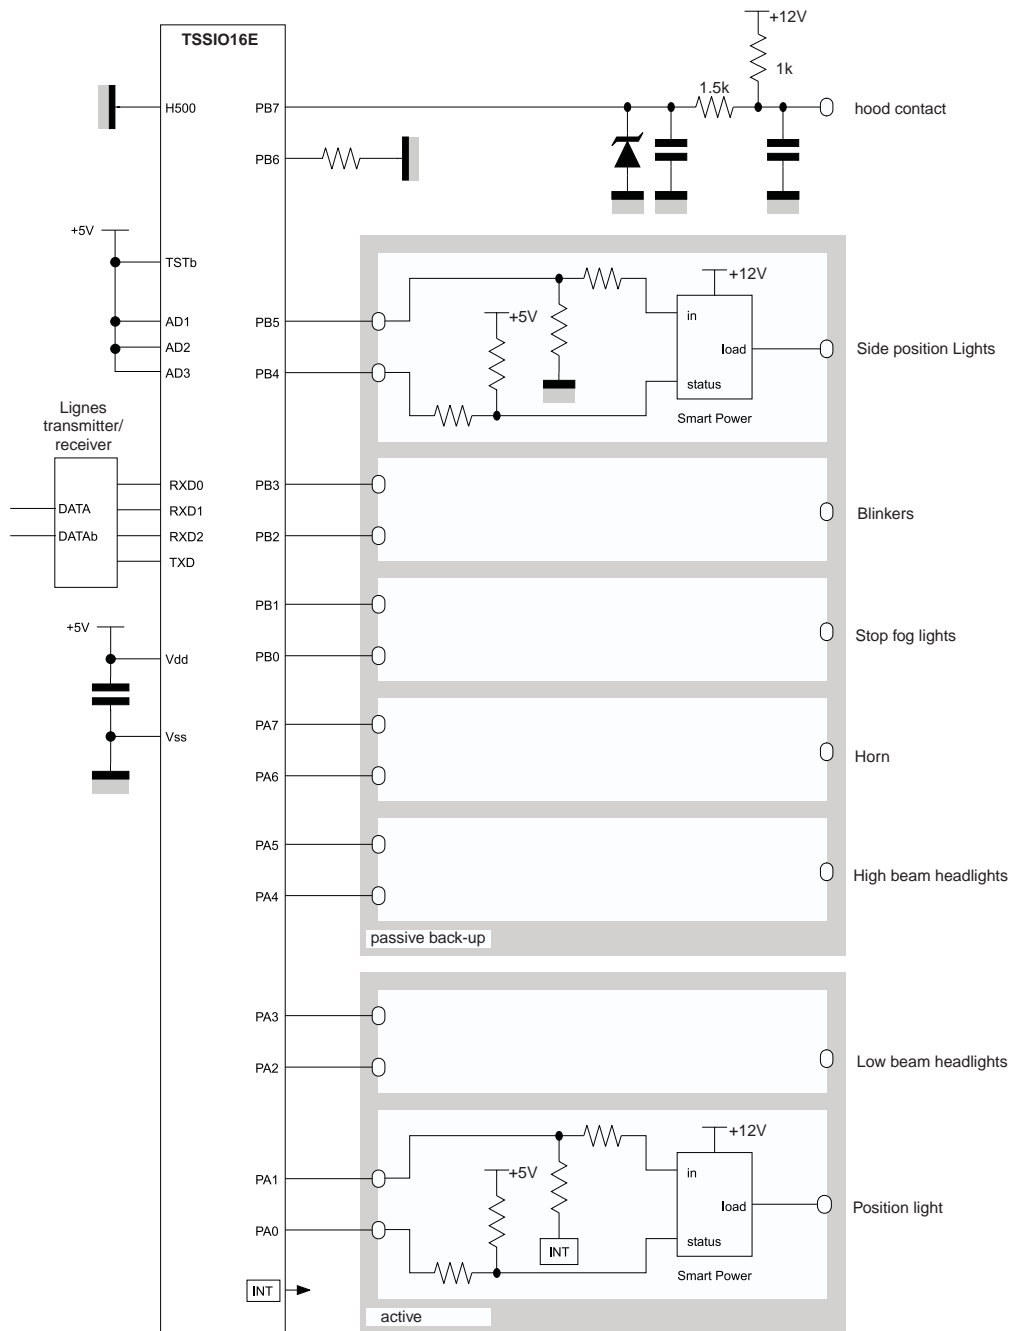 TSSIO16E
+12V
1k
1.5k
H500
PB7
hood contact
PB6
+5V
TSTb
+12V
AD1
PB5
+5V
in
AD2
load
Side position Lights
AD3
PB4
status
Smart Power
Lignes
transmitter/
receiver
RXD0
PB3
DATA
RXD1
Blinkers
DATAb
RXD2
PB2
TXD
PB1
+5V
Stop fog lights
Vdd
PB0
PA7
Vss
Horn
PA6
PA5
High beam headlights
PA4
passive back-up
PA3
Low beam headlights
PA2
+12V
PA1
+5V
in
load
Position light
PA0
status
INT
Smart Power
INT
active